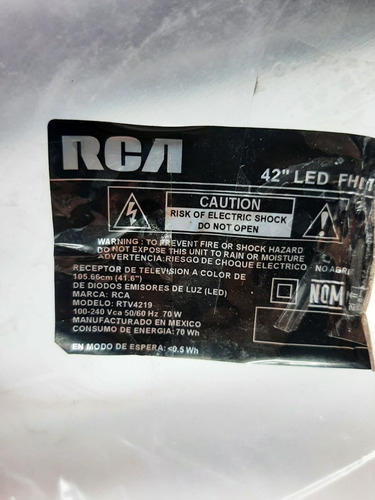 RCA
42" LED FH
CAUTION
RISK OF ELECTRIC SHOCK
DO NOT OPEN
WARNING : TO PREVENT FIRE OR SHOCK HAZARD
DO NOT EXPOSE THIS UNIT TO RAIN OR MOISTURE
ADVERTENCIA: RIESGO DE CHOQUE ELECTRICO - NO ABRI
RECEPTOR DE TELEVISION A COLOR DE
105.66cm (41.6")
DE DIODOS EMISORES DE LUZ (LED)
MARCA: RCA
MODELO: RTV4219
100-240 Vca 50/60 Hz 70 W
MANUFACTURADO EN MEXICO
CONSUMO DE ENERGIA: 70 Wh
EN MODO DE ESPERA: <0.5 Wh
NOM